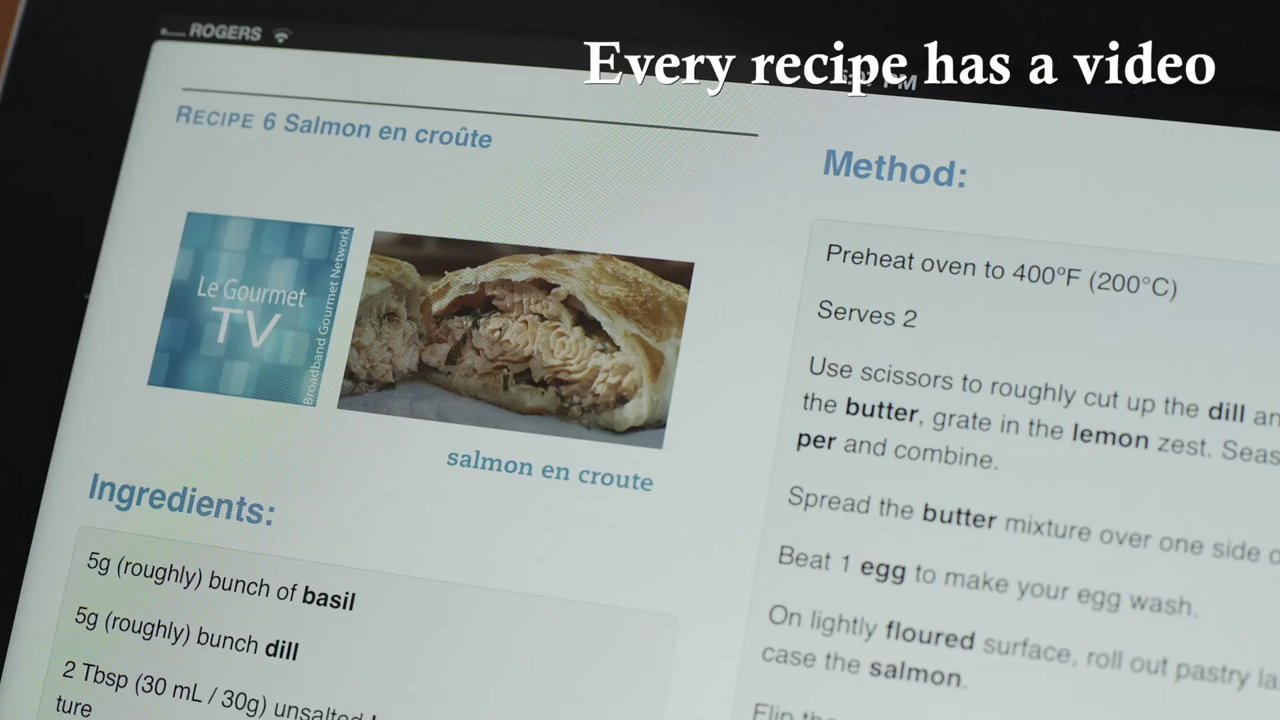 ROGERS
Every recipe has a video
PM
RECIPE 6 Salmon en croûte
Le Gourmet
TV
Broadband Gourmet Network
salmon en croute
Ingredients:
5g (roughly) bunch of basil
5g (roughly) bunch dill
2 Tbsp (30 mL / 30g) unsalted
ture
Method:
Preheat oven to 400ºF (200°C)
Serves 2
Use scissors to roughly cut up the dill
the butter, grate in the lemon zest.
per and combine.
Spread the butter mixture over one side
Beat 1 egg to make your egg wash.
On lightly floured surface, roll out pastry
case the salmon.
Flip